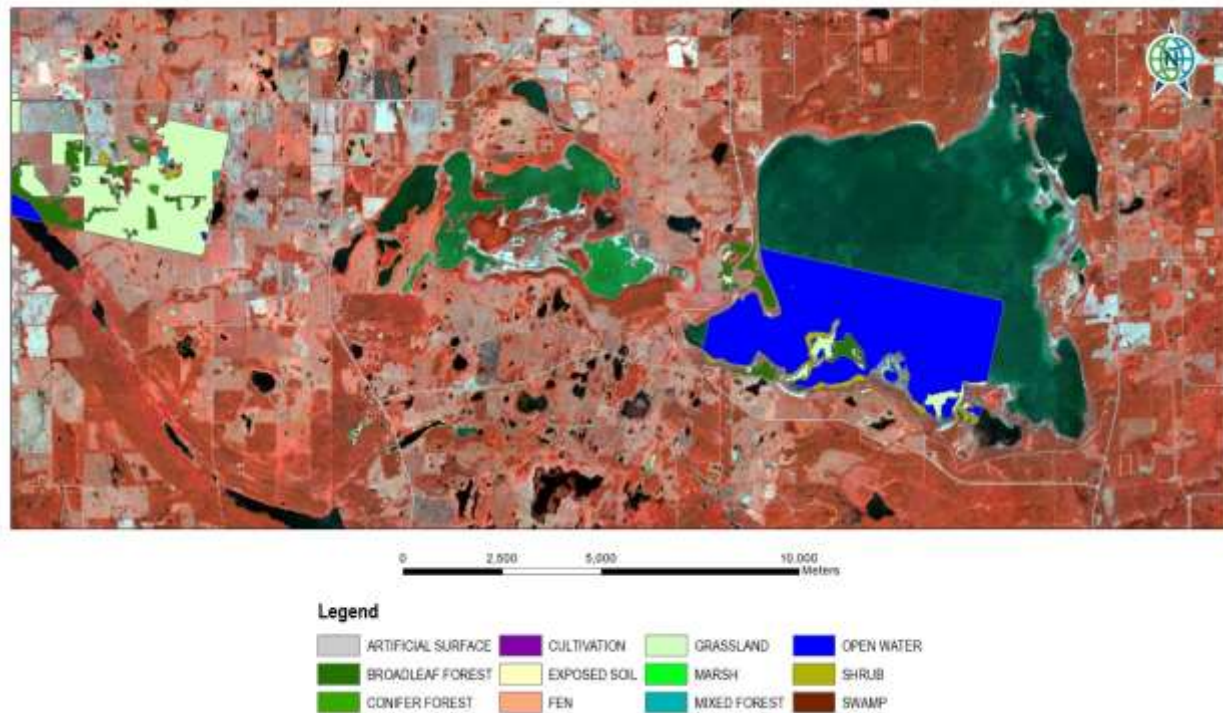 N
0 2,500 5,000 10,000
Meters
Legend
ARTIFICIAL SURFACE CULTIVATION GRASSLAND OPEN WATER
BROADLEAF FOREST EXPOSED SOIL MARSH SHRUB
CONIFER FOREST FEN MIXED FOREST SWAMP